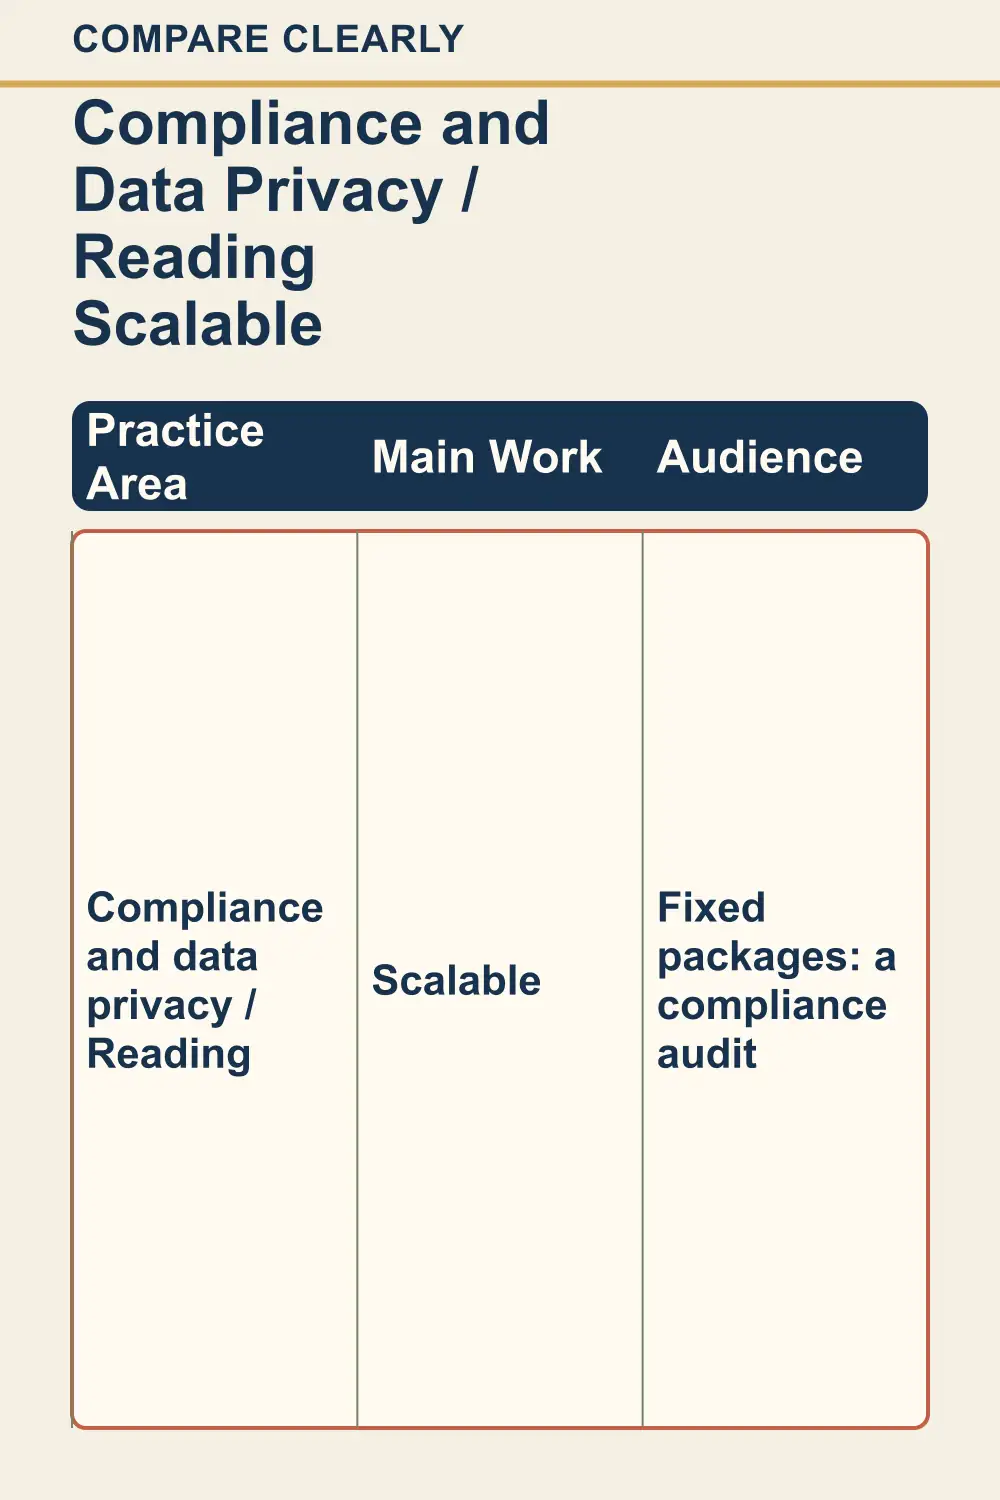 COMPARE CLEARLY
Compliance and
Data Privacy /
Reading
Scalable
Practice
Area
Main Work
Audience
Compliance
and data
privacy /
Reading
Scalable
Fixed
packages: a
compliance
audit